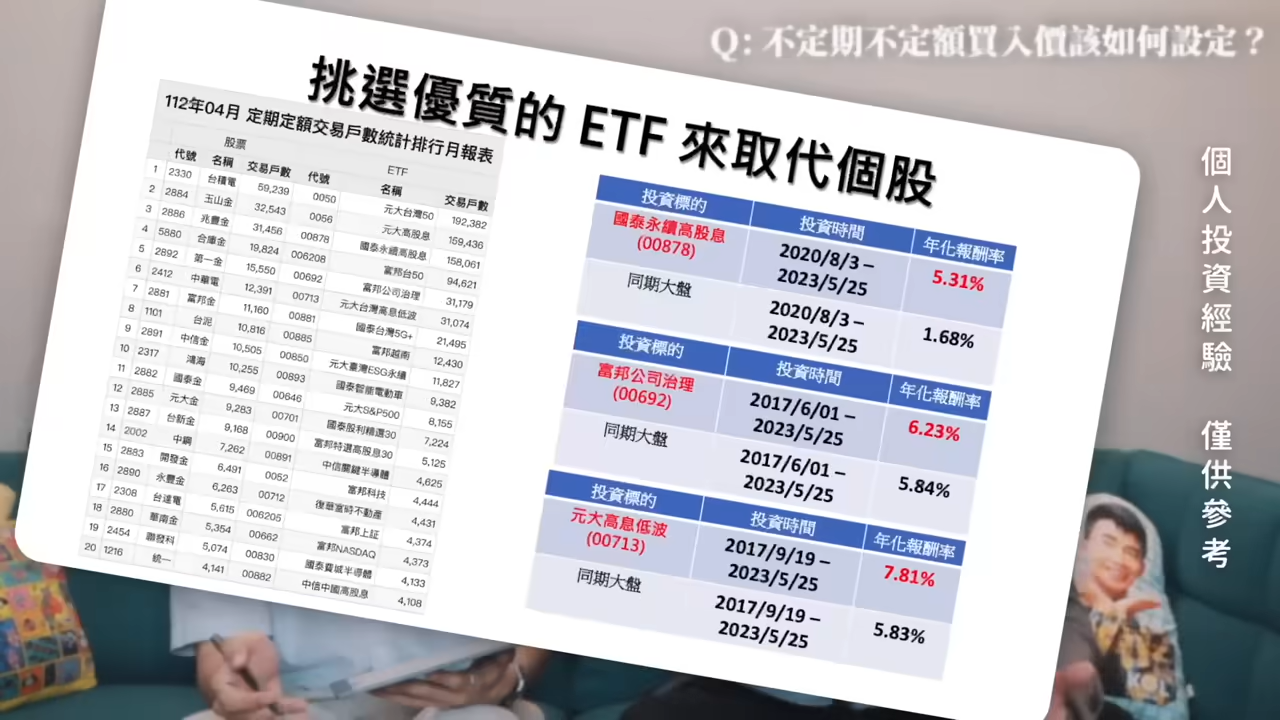 Q: 不定期不定額買入價該如何設定？
挑選優質的 ETF 來取代個股
112年04月 定期定額交易戶數統計排行月報表
股票 ETF
代號 名稱 交易戶數 代號 名稱 交易戶數
1 2330 台積電 59,239 0050 元大台灣50 192,382
2 2884 玉山金 32,543 0056 元大高股息 159,436
3 2886 兆豐金 31,456 00878 國泰永續高股息 158,061
4 5880 合庫金 19,824 006208 富邦台50 94,621
5 2892 第一金 15,550 00692 富邦公司治理 31,179
6 2412 中華電 12,391 00713 元大台灣高息低波 31,074
7 2881 富邦金 11,160 00881 國泰台灣5G+ 21,495
8 1101 台泥 10,816 00885 富邦越南 12,430
9 2891 中信金 10,505 00850 元大臺灣ESG永續 11,827
10 2317 鴻海 10,255 00893 國泰智能電動車 9,382
11 2882 國泰金 9,469 00646 元大S&P500 8,155
12 2885 元大金 9,283 00701 國泰股利精選30 7,224
13 2887 台新金 9,168 00900 富邦特選高股息30 5,125
14 2002 中鋼 7,262 00891 中信關鍵半導體 4,625
15 2883 開發金 6,491 0052 富邦科技 4,444
16 2890 永豐金 6,263 00712 復華富時不動產 4,431
17 2308 台達電 5,615 006205 富邦上証 4,374
18 2880 華南金 5,354 00662 富邦NASDAQ 4,373
19 2454 聯發科 5,074 00830 國泰費城半導體 4,133
20 1216 統一 4,141 00882 中信中國高股息 4,108
投資標的 投資時間 年化報酬率
國泰永續高股息
(00878)
2020/8/3 –
2023/5/25
5.31%
同期大盤
2020/8/3 –
2023/5/25
1.68%
投資標的 投資時間 年化報酬率
富邦公司治理
(00692)
2017/6/01 –
2023/5/25
6.23%
同期大盤
2017/6/01 –
2023/5/25
5.84%
投資標的 投資時間 年化報酬率
元大高息低波
(00713)
2017/9/19 –
2023/5/25
7.81%
同期大盤
2017/9/19 –
2023/5/25
5.83%
個人投資經驗 僅供參考